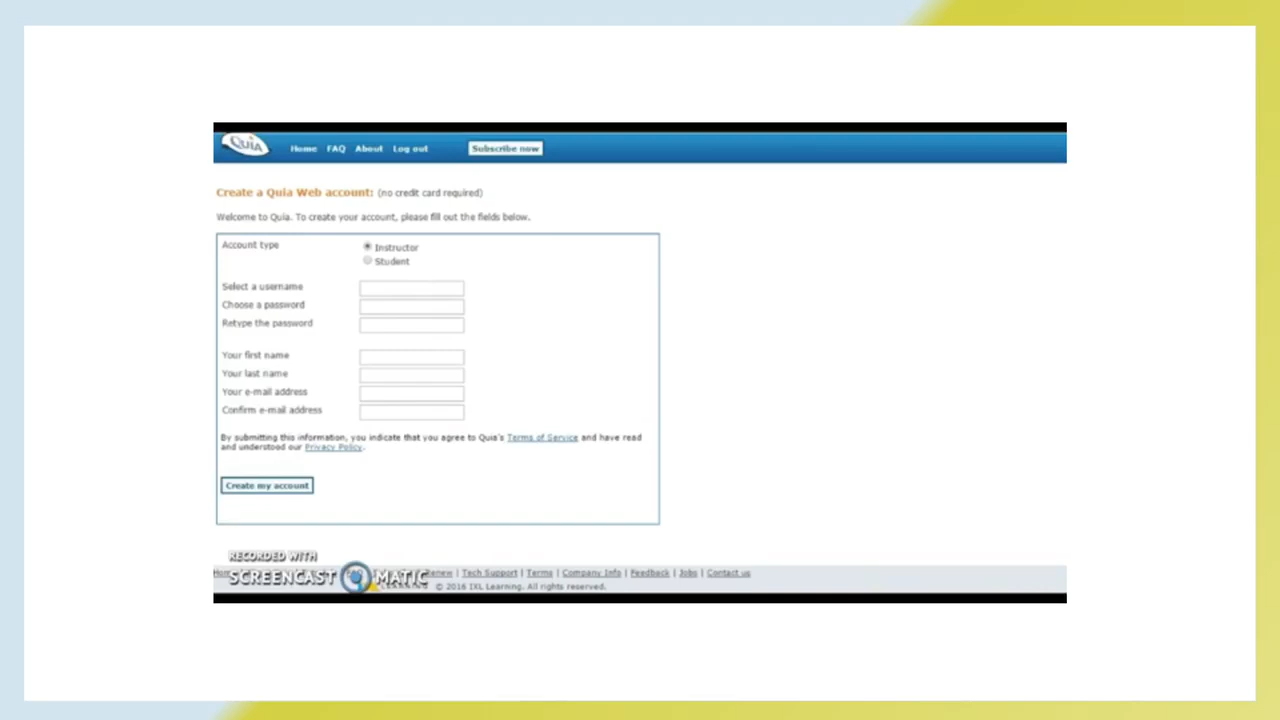 Quia
Home FAQ About Log out Subscribe now
Create a Quia Web account: (no credit card required)
Welcome to Quia. To create your account, please fill out the fields below.
Account type
Instructor
Student
Select a username
Choose a password
Retype the password
Your first name
Your last name
Your e-mail address
Confirm e-mail address
By submitting this information, you indicate that you agree to Quia's Terms of Service and have read
and understood our Privacy Policy.
Create my account
RECORDED WITH
SCREENCAST MATIC
Renew | Tech Support | Terms | Company Info | Feedback | Jobs | Contact us
© 2016 IXL Learning. All rights reserved.